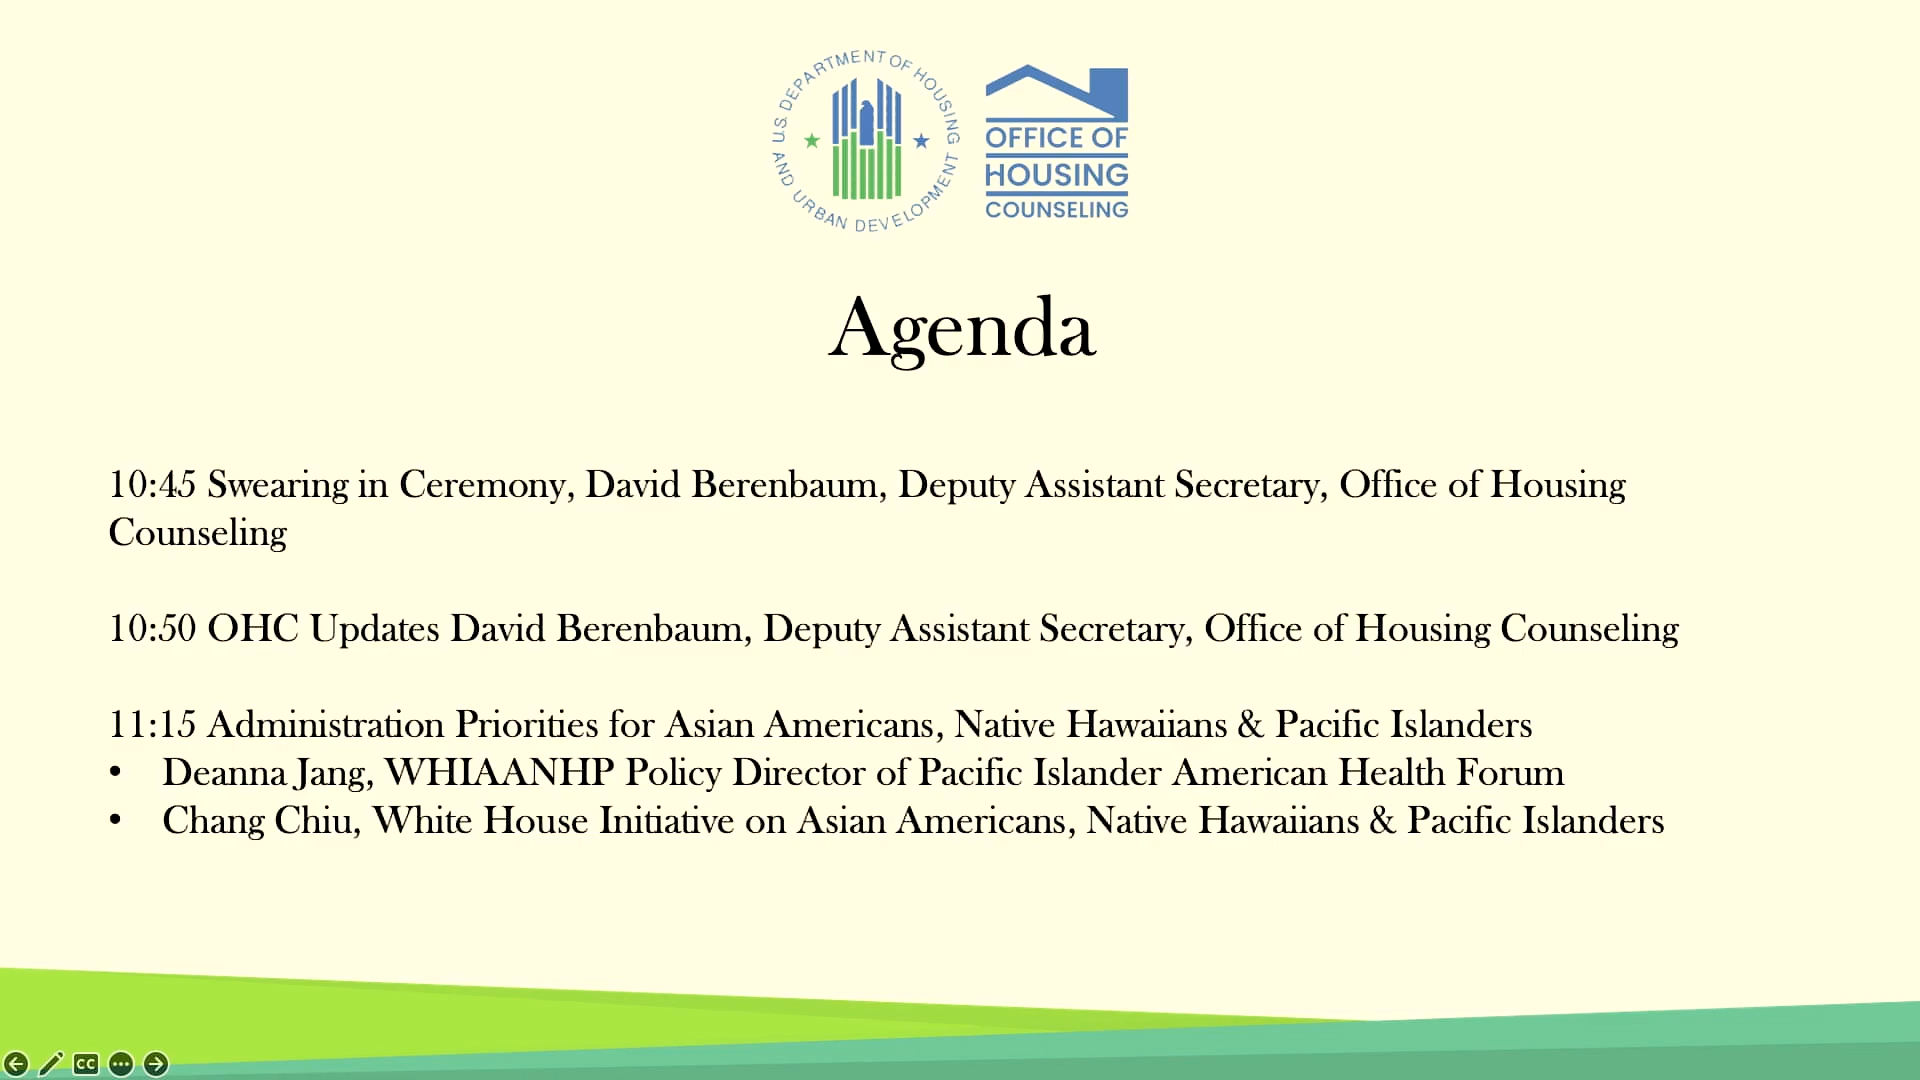 U.S. DEPARTMENT OF HOUSING
AND URBAN DEVELOPMENT
OFFICE OF
HOUSING
COUNSELING
Agenda
10:45 Swearing in Ceremony, David Berenbaum, Deputy Assistant Secretary, Office of Housing
Counseling
10:50 OHC Updates David Berenbaum, Deputy Assistant Secretary, Office of Housing Counseling
11:15 Administration Priorities for Asian Americans, Native Hawaiians & Pacific Islanders
• Deanna Jang, WHIAANHP Policy Director of Pacific Islander American Health Forum
• Chang Chiu, White House Initiative on Asian Americans, Native Hawaiians & Pacific Islanders
CC